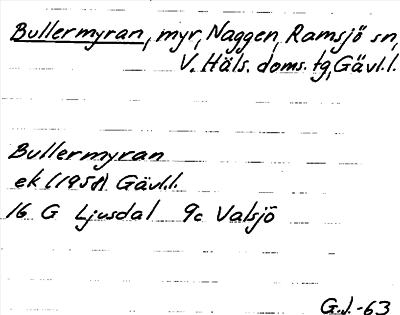 Bullermyran, myr, Naggen, Ramsjö sn,
V. Häls. doms. tg, Gävl.l.
Bullermyran
ek (1958) Gävl.l.
16 G Ljusdal 9c Valsjö
G.J.-63